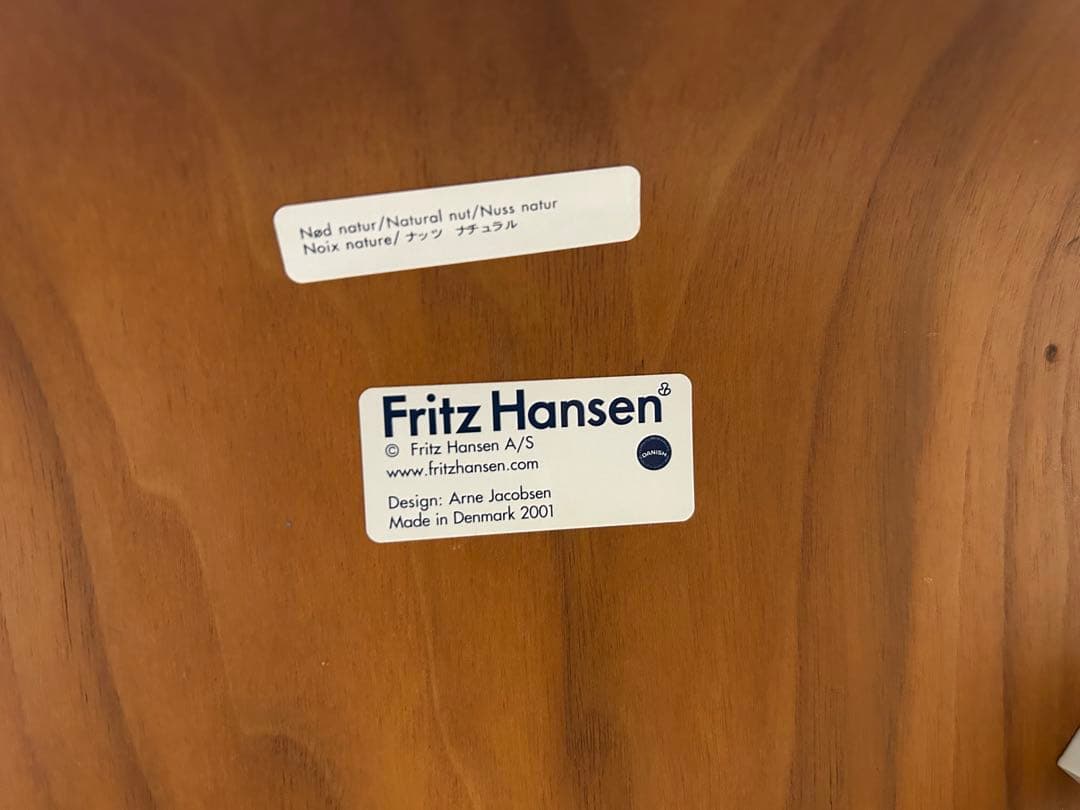 Nød natur/Natural nut/Nuss natur
Noix nature/ ナッツ ナチュラル
Fritz Hansen
© Fritz Hansen A/S
www.fritzhansen.com
DANISH
Design: Arne Jacobsen
Made in Denmark 2001